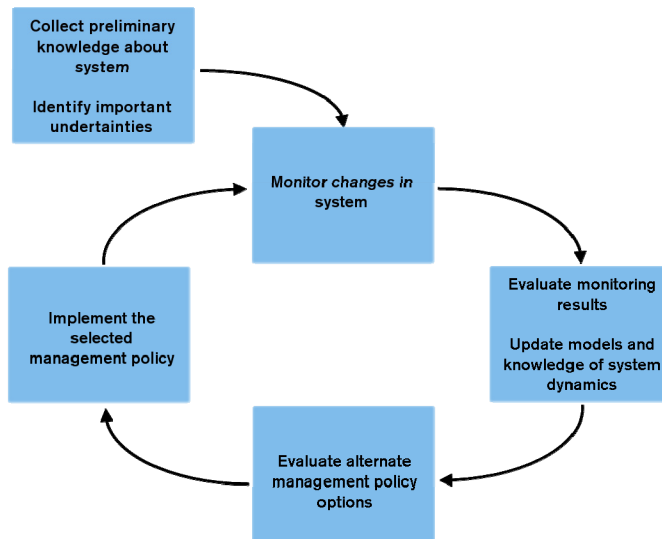 Collect preliminary
knowledge about
system
Identify important
undertainties
Monitor changes in
system
Evaluate monitoring
results
Update models and
knowledge of system
dynamics
Evaluate alternate
management policy
options
Implement the
selected
management policy